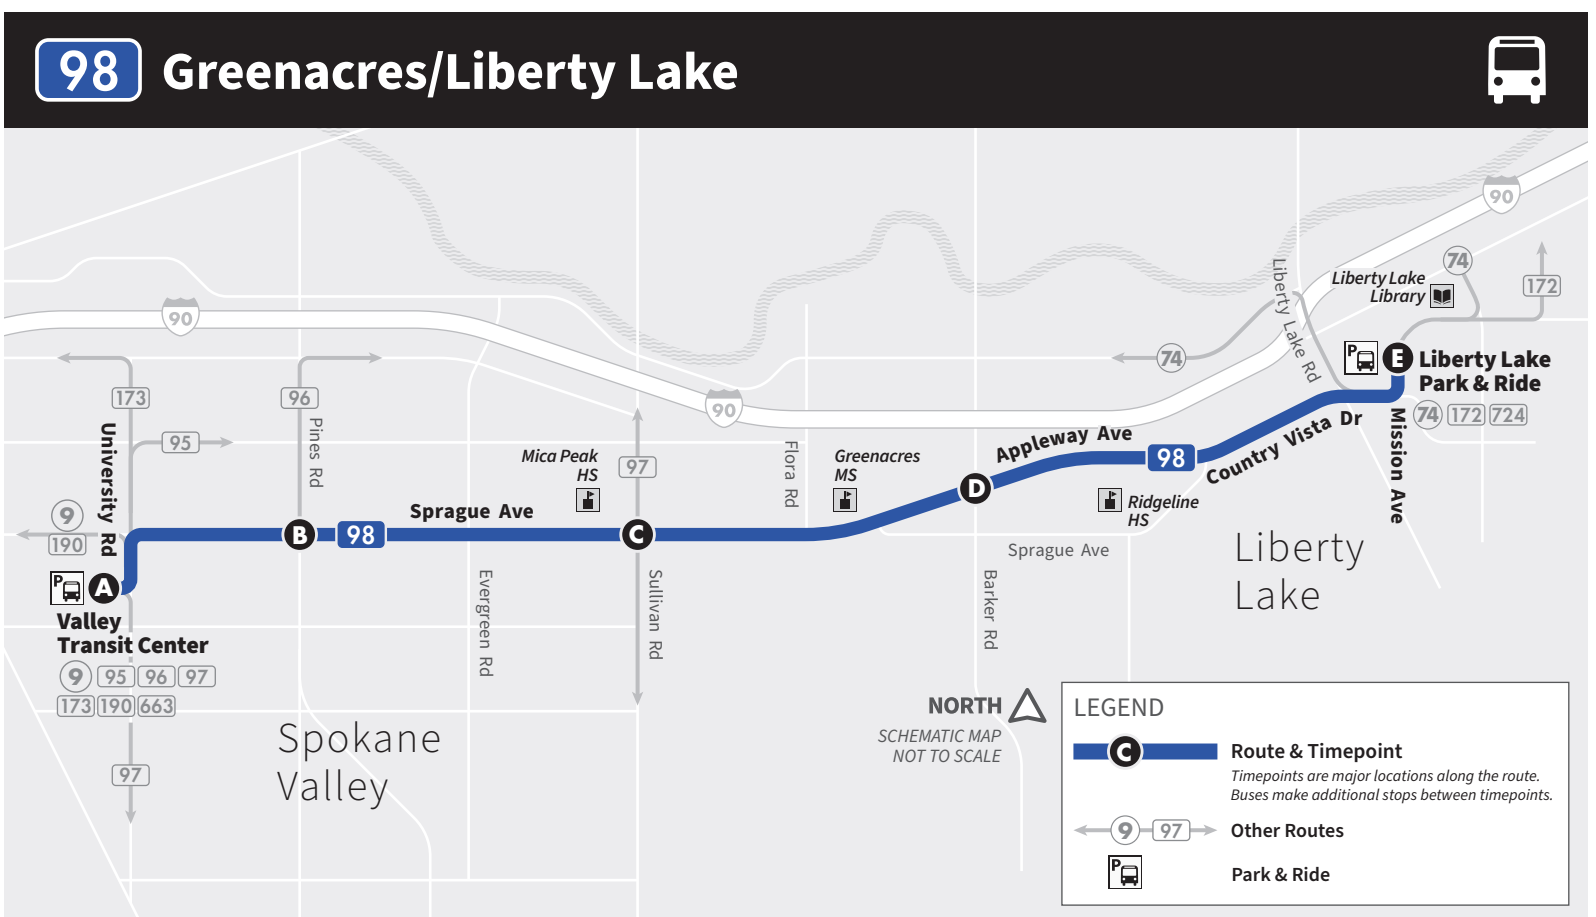 98 Greenacres/Liberty Lake
90
Liberty Lake Rd
Liberty Lake
Library
74
172
90
173
96
74
P
E
Liberty Lake
Park & Ride
74 172 724
90
University Rd
95
Pines Rd
Mica Peak
HS
97
Flora Rd
Greenacres
MS
Appleway Ave
98
Country Vista Dr
Mission Ave
D
Ridgeline
HS
9
190
Sprague Ave
B
98
C
Sprague Ave
Liberty
Lake
P
A
Valley
Transit Center
9 95 96 97
173 190 663
Evergreen Rd
Sullivan Rd
Barker Rd
Spokane
Valley
97
NORTH
SCHEMATIC MAP
NOT TO SCALE
LEGEND
C
Route & Timepoint
Timepoints are major locations along the route.
Buses make additional stops between timepoints.
9 97 Other Routes
P
Park & Ride